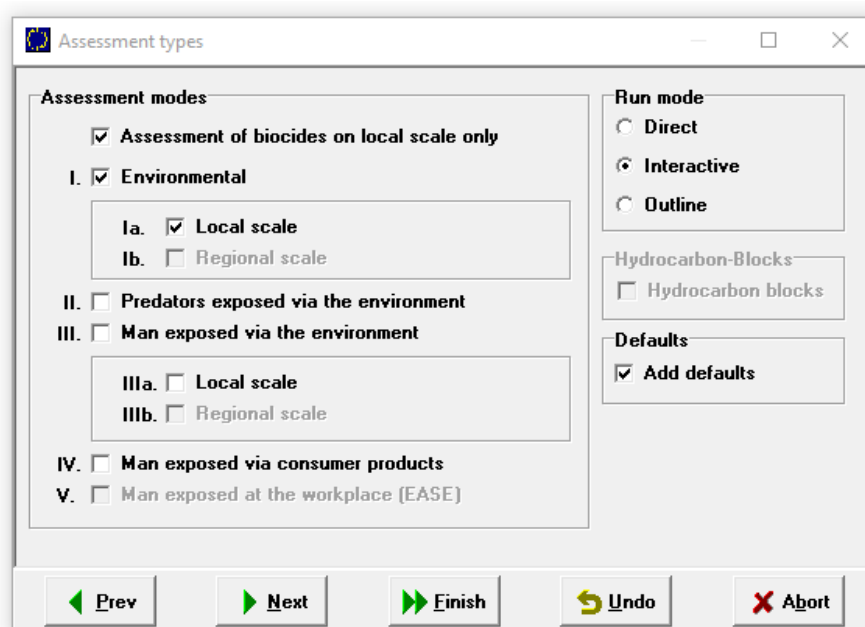 Assessment types
Assessment modes
Assessment of biocides on local scale only
I. Environmental
Ia. Local scale
Ib. Regional scale
II. Predators exposed via the environment
III. Man exposed via the environment
IIIa. Local scale
IIIb. Regional scale
IV. Man exposed via consumer products
V. Man exposed at the workplace (EASE)
Run mode
Direct
Interactive
Outline
Hydrocarbon-Blocks
Hydrocarbon blocks
Defaults
Add defaults
Prev Next Finish Undo Abort